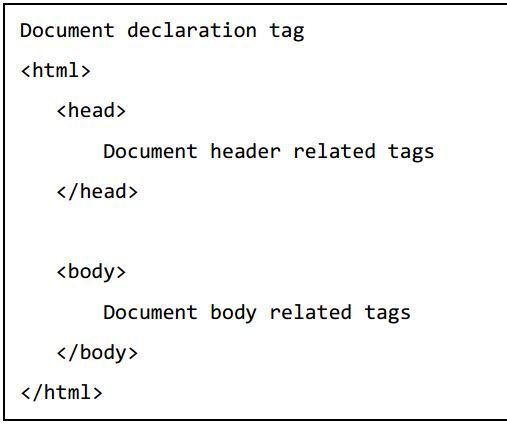 Document declaration tag
<html>
<head>
Document header related tags
</head>
<body>
Document body related tags
</body>
</html>